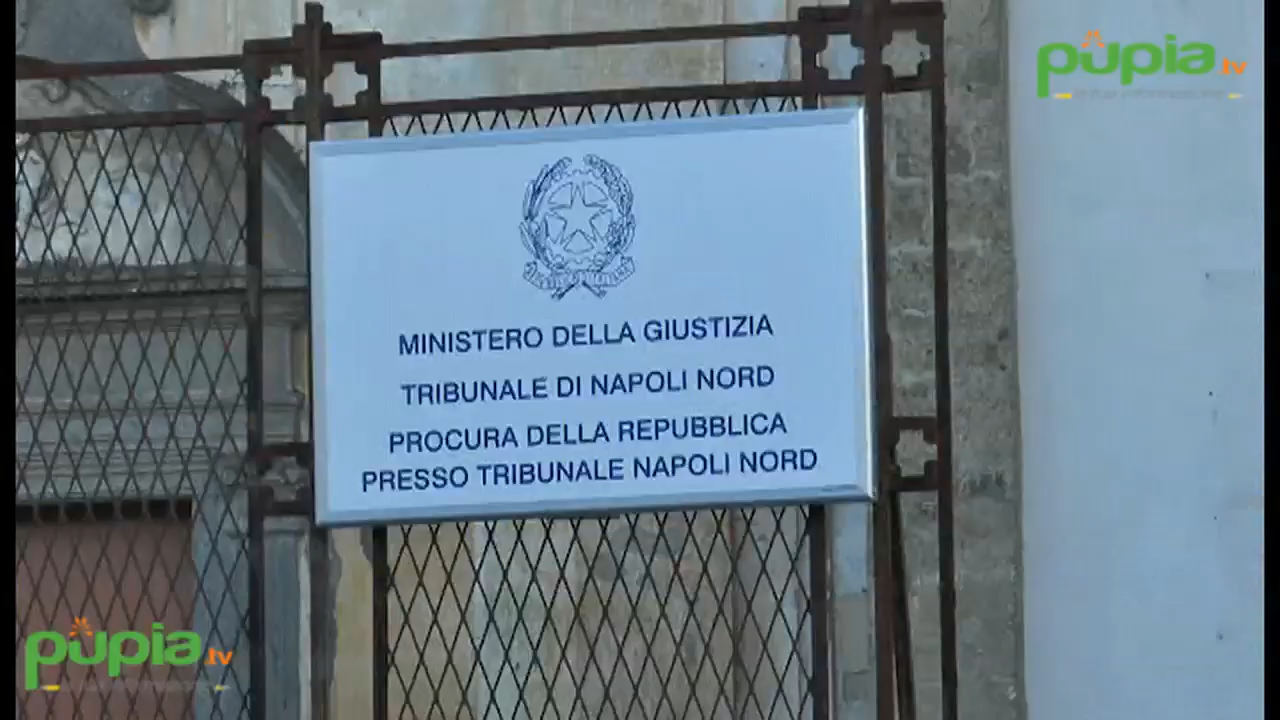 pupia.tv
MINISTERO DELLA GIUSTIZIA
TRIBUNALE DI NAPOLI NORD
PROCURA DELLA REPUBBLICA
PRESSO TRIBUNALE NAPOLI NORD
pupia.tv